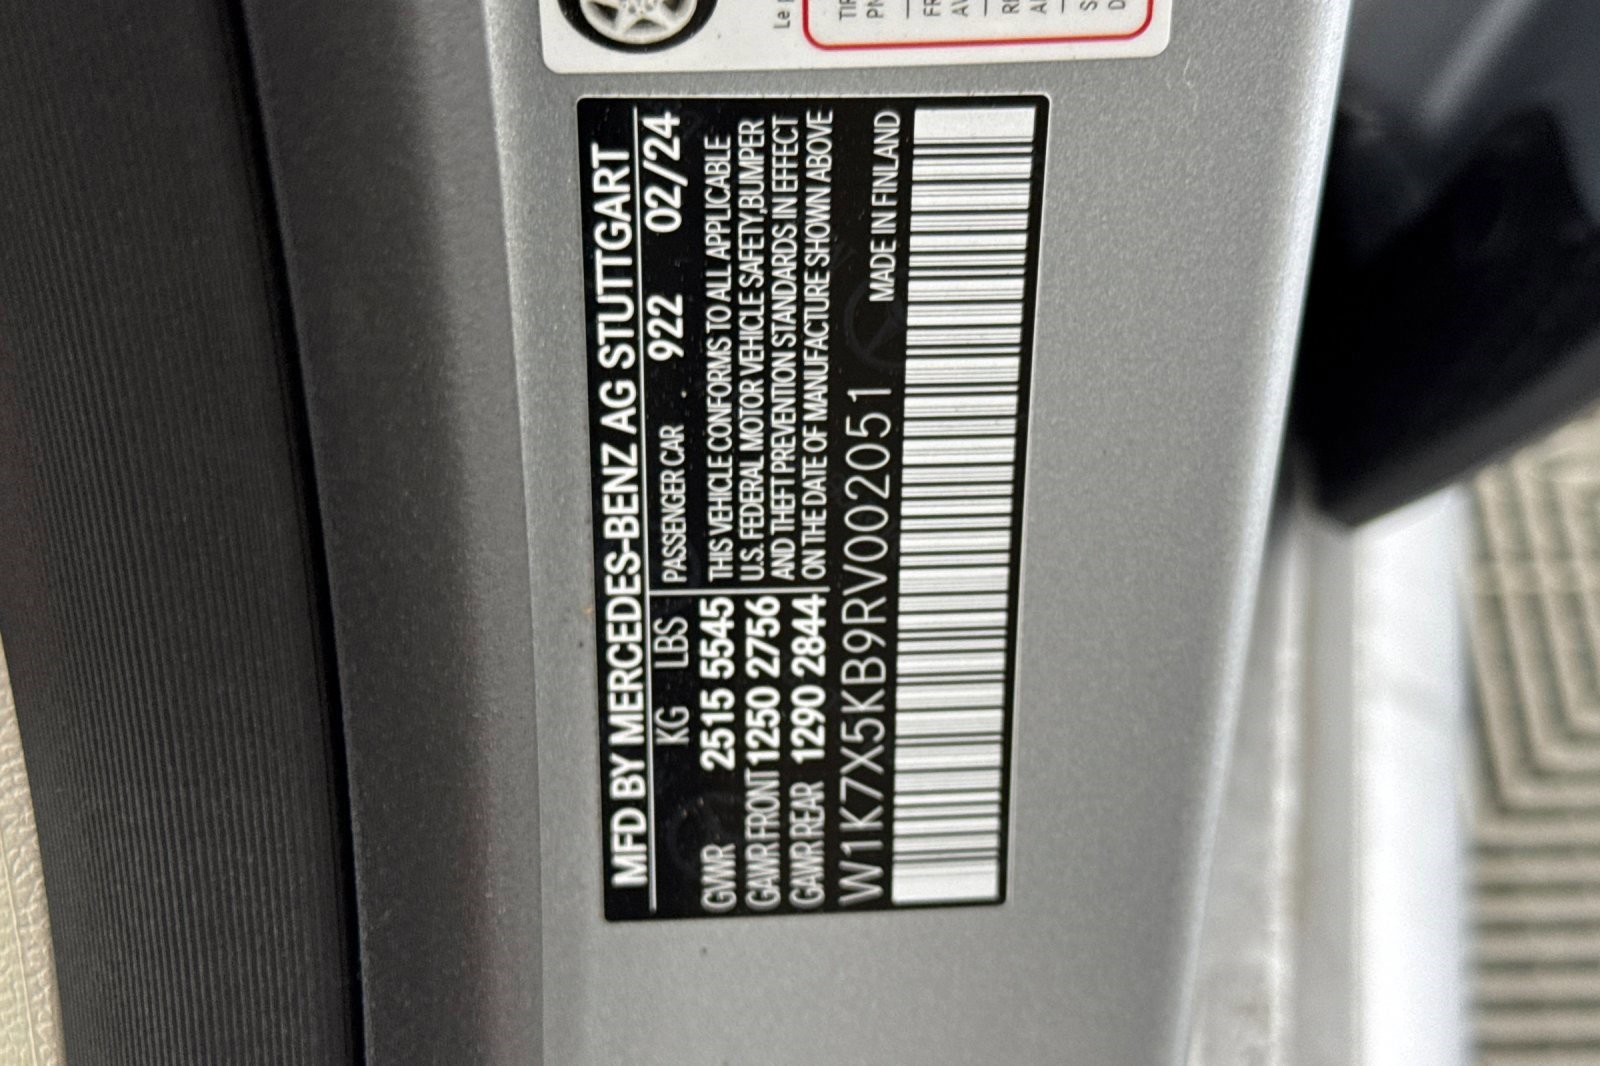 MFD BY MERCEDES-BENZ AG STUTTGART
KG LBS PASSENGER CAR 922 02/24
GVWR 2515 5545
GAWR FRONT 1250 2756
GAWR REAR 1290 2844
THIS VEHICLE CONFORMS TO ALL APPLICABLE
U.S. FEDERAL MOTOR VEHICLE SAFETY,BUMPER
AND THEFT PREVENTION STANDARDS IN EFFECT
ON THE DATE OF MANUFACTURE SHOWN ABOVE
W1K7X5KB9RV002051 MADE IN FINLAND
Le